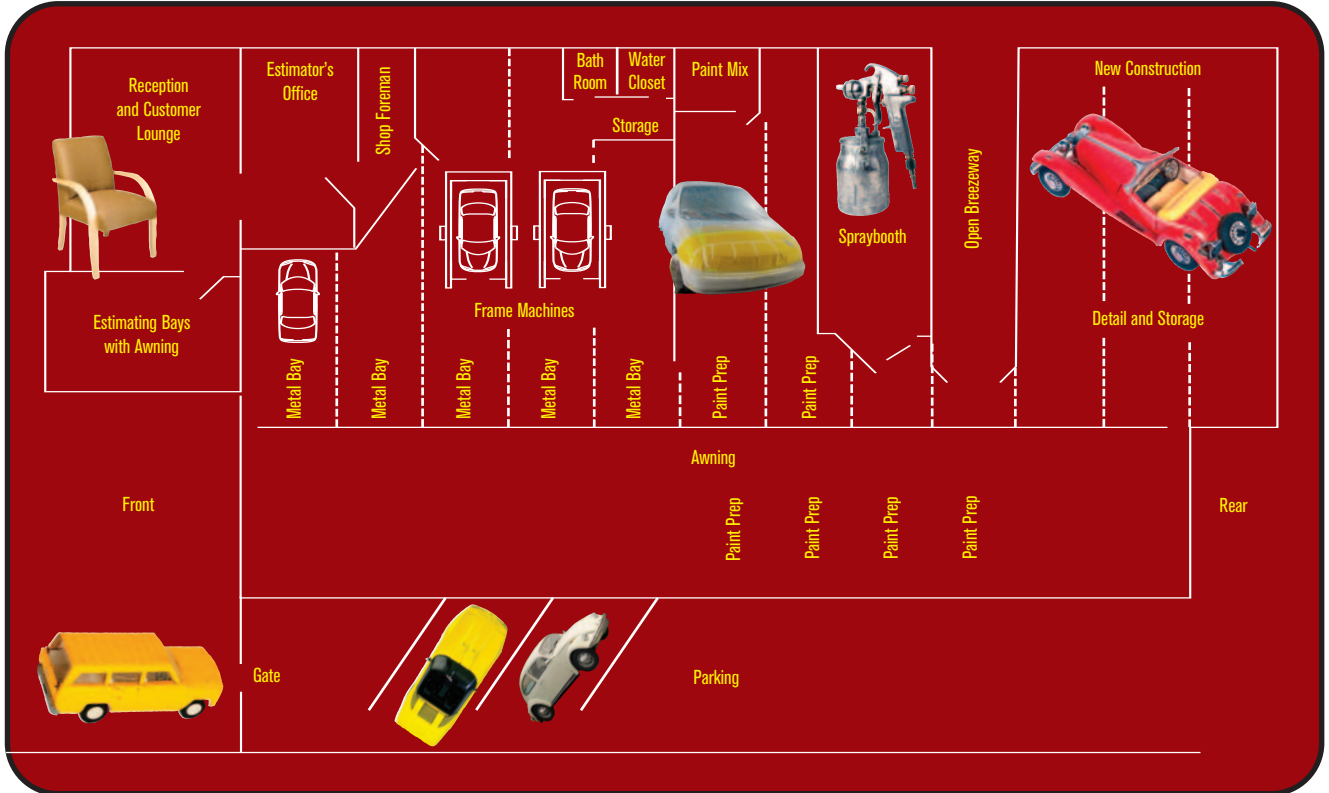 Reception
and Customer
Lounge
Estimator's
Office
Shop Foreman
Bath
Room
Water
Closet
Storage
Paint Mix
Spraybooth
Open Breezeway
New Construction
Detail and Storage
Estimating Bays
with Awning
Frame Machines
Metal Bay
Metal Bay
Metal Bay
Metal Bay
Metal Bay
Paint Prep
Paint Prep
Awning
Front
Paint Prep
Paint Prep
Paint Prep
Paint Prep
Rear
Gate
Parking